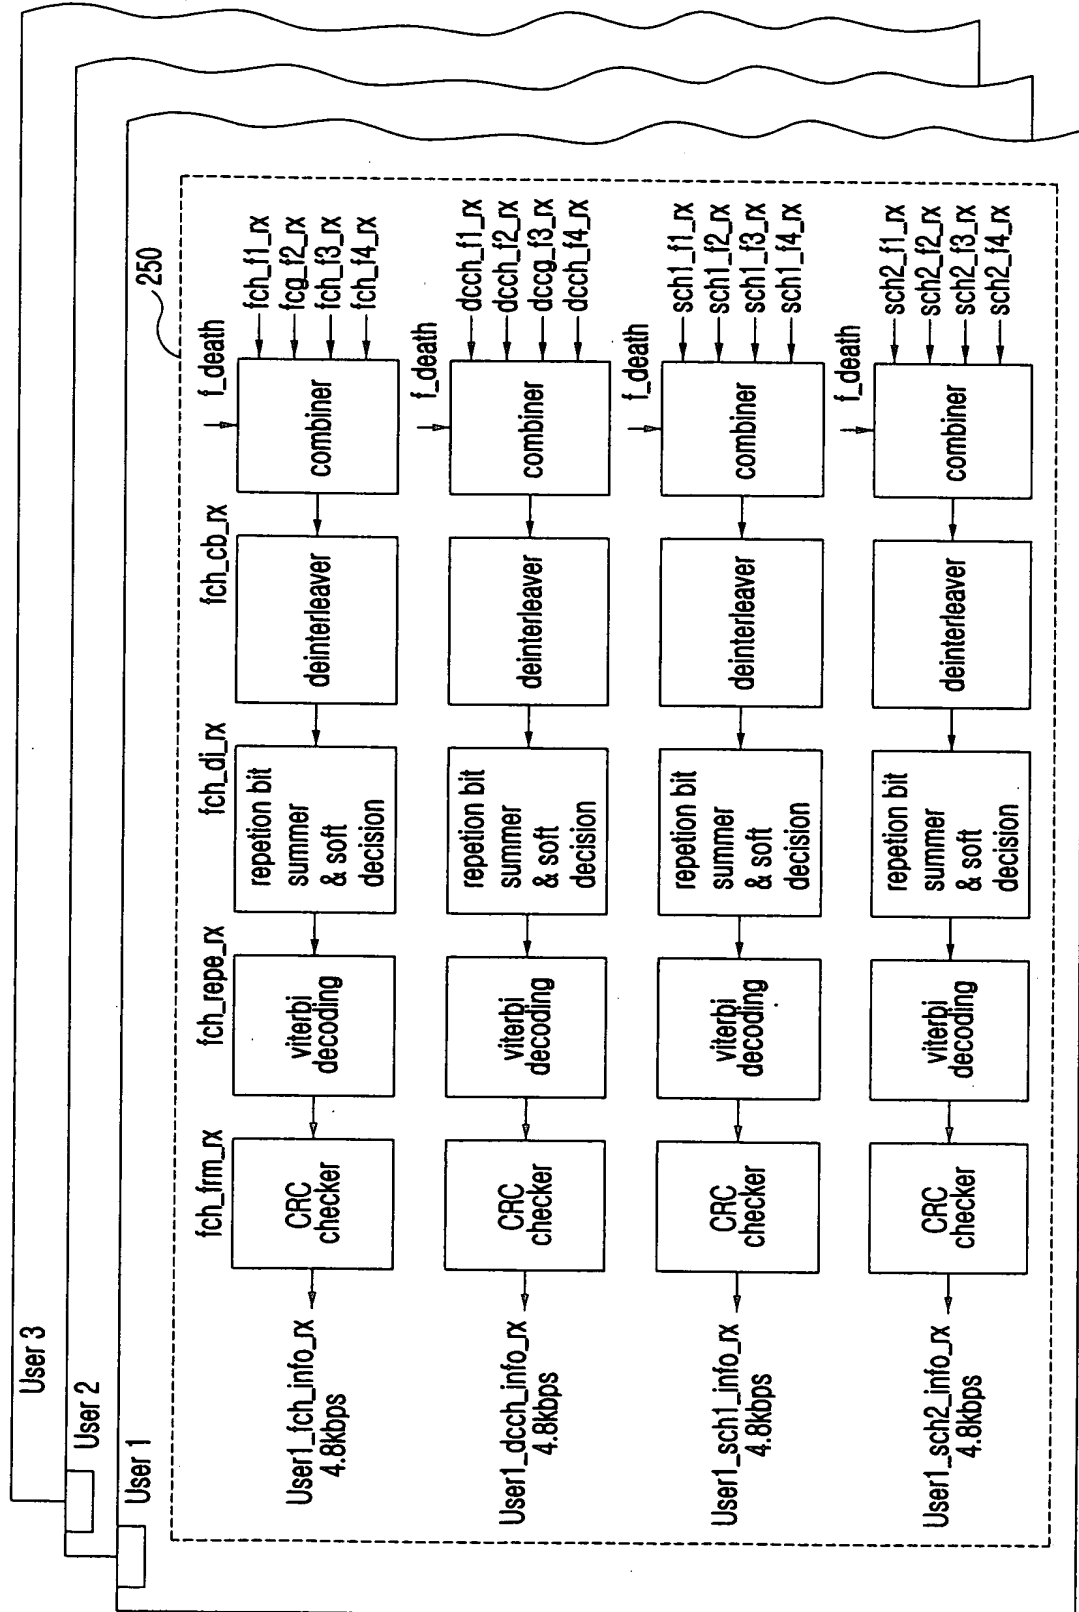 User 3
User 2
User 1
250
User1_fch_info_rx
4.8kbps
fch_frm_rx
CRC
checker
fch_repe_rx
viterbi
decoding
fch_di_rx
repetion bit
summer
& soft
decision
fch_cb_rx
deinterleaver
f_death
combiner
fch_f1_rx
fcg_f2_rx
fch_f3_rx
fch_f4_rx
User1_dcch_info_rx
4.8kbps
CRC
checker
viterbi
decoding
repetion bit
summer
& soft
decision
deinterleaver
f_death
combiner
dcch_f1_rx
dcch_f2_rx
dccg_f3_rx
dcch_f4_rx
User1_sch1_info_rx
4.8kbps
CRC
checker
viterbi
decoding
repetion bit
summer
& soft
decision
deinterleaver
f_death
combiner
sch1_f1_rx
sch1_f2_rx
sch1_f3_rx
sch1_f4_rx
User1_sch2_info_rx
4.8kbps
CRC
checker
viterbi
decoding
repetion bit
summer
& soft
decision
deinterleaver
f_death
combiner
sch2_f1_rx
sch2_f2_rx
sch2_f3_rx
sch2_f4_rx